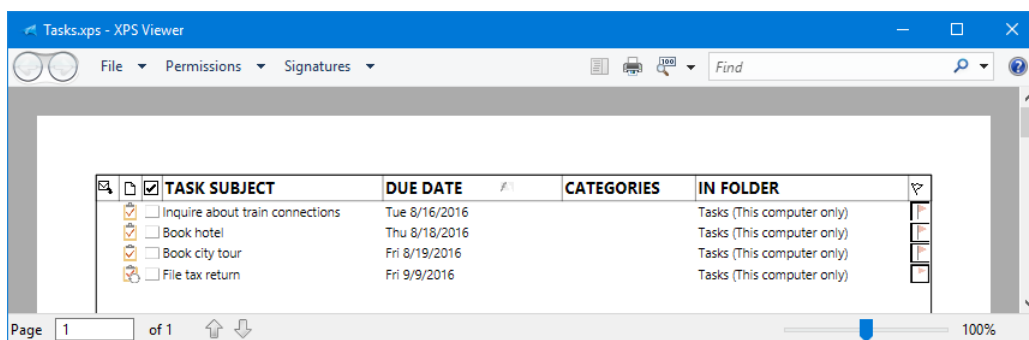 Tasks.xps - XPS Viewer
File Permissions Signatures 100 Find
TASK SUBJECT DUE DATE CATEGORIES IN FOLDER
Inquire about train connections Tue 8/16/2016 Tasks (This computer only)
Book hotel Thu 8/18/2016 Tasks (This computer only)
Book city tour Fri 8/19/2016 Tasks (This computer only)
File tax return Fri 9/9/2016 Tasks (This computer only)
Page 1 of 1 100%